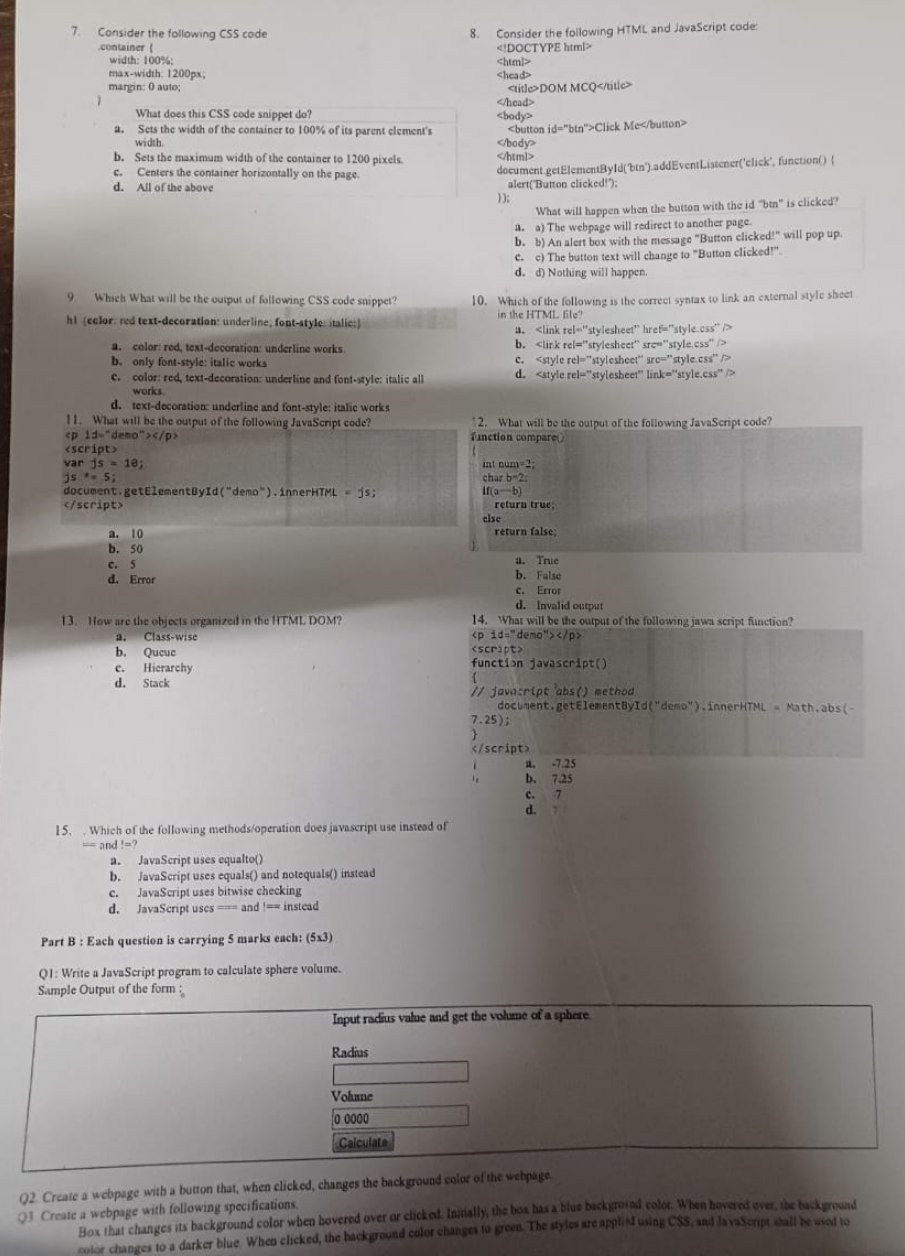 7. Consider the following CSS code
.container {
width: 100%;
max-width: 1200px;
margin: 0 auto;
}
What does this CSS code snippet do?
a. Sets the width of the container to 100% of its parent element's
width.
b. Sets the maximum width of the container to 1200 pixels.
c. Centers the container horizontally on the page.
d. All of the above
8. Consider the following HTML and JavaScript code:
<!DOCTYPE html>
<html>
<head>
<title>DOM MCQ</title>
</head>
<body>
<button id="btn">Click Me</button>
</body>
</html>
document.getElementById('btn').addEventListener('click', function() {
alert('Button clicked!');
});
What will happen when the button with the id "btn" is clicked?
a. a) The webpage will redirect to another page.
b. b) An alert box with the message "Button clicked!" will pop up.
c. c) The button text will change to "Button clicked!".
d. d) Nothing will happen.
9. Which What will be the output of following CSS code snippet?
h1 {color: red text-decoration: underline; font-style: italic;}
a. color: red, text-decoration: underline works
b. only font-style: italic works
c. color: red, text-decoration: underline and font-style: italic all
works.
d. text-decoration: underline and font-style: italic works
10. Which of the following is the correct syntax to link an external style sheet
in the HTML file?
a. <link rel="stylesheet" href="style.css" />
b. <link rel="stylesheet" src="style.css" />
c. <style rel="stylesheet" src="style.css" />
d. <style rel="stylesheet" link="style.css" />
11. What will be the output of the following JavaScript code?
<p id="demo"></p>
<script>
var js = 10;
js *= 5;
document.getElementById("demo").innerHTML = js;
</script>
a. 10
b. 50
c. 5
d. Error
12. What will be the output of the following JavaScript code?
function compare()
{
int num=2;
char b=2;
if(a==b)
return true;
else
return false;
}
a. True
b. False
c. Error
d. Invalid output
13. How are the objects organized in the HTML DOM?
a. Class-wise
b. Queue
c. Hierarchy
d. Stack
14. What will be the output of the following jawa script function?
<p id="demo"></p>
<script>
function javascript()
{
// javacript abs() method
document.getElementById("demo").innerHTML = Math.abs(-
7.25);
}
</script>
a. -7.25
b. 7.25
c. -7
d.
15. . Which of the following methods/operation does javascript use instead of
== and !=?
a. JavaScript uses equalto()
b. JavaScript uses equals() and notequals() instead
c. JavaScript uses bitwise checking
d. JavaScript uses === and !== instead
Part B : Each question is carrying 5 marks each: (5x3)
Q1: Write a JavaScript program to calculate sphere volume.
Sample Output of the form :
Input radius value and get the volume of a sphere.
Radius
Volume
0.0000
Calculate
Q2. Create a webpage with a button that, when clicked, changes the background color of the webpage.
Q3. Create a webpage with following specifications.
Box that changes its background color when hovered over or clicked. Initially, the box has a blue background color. When hovered over, the background
color changes to a darker blue. When clicked, the background color changes to green. The styles are applied using CSS, and JavaScript shall be used to